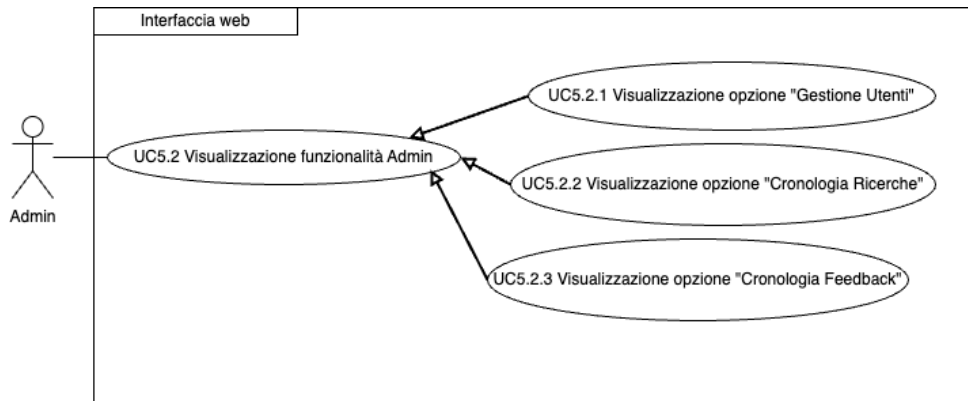 Interfaccia web
UC5.2.1 Visualizzazione opzione "Gestione Utenti"
UC5.2 Visualizzazione funzionalità Admin
UC5.2.2 Visualizzazione opzione "Cronologia Ricerche"
Admin
UC5.2.3 Visualizzazione opzione "Cronologia Feedback"